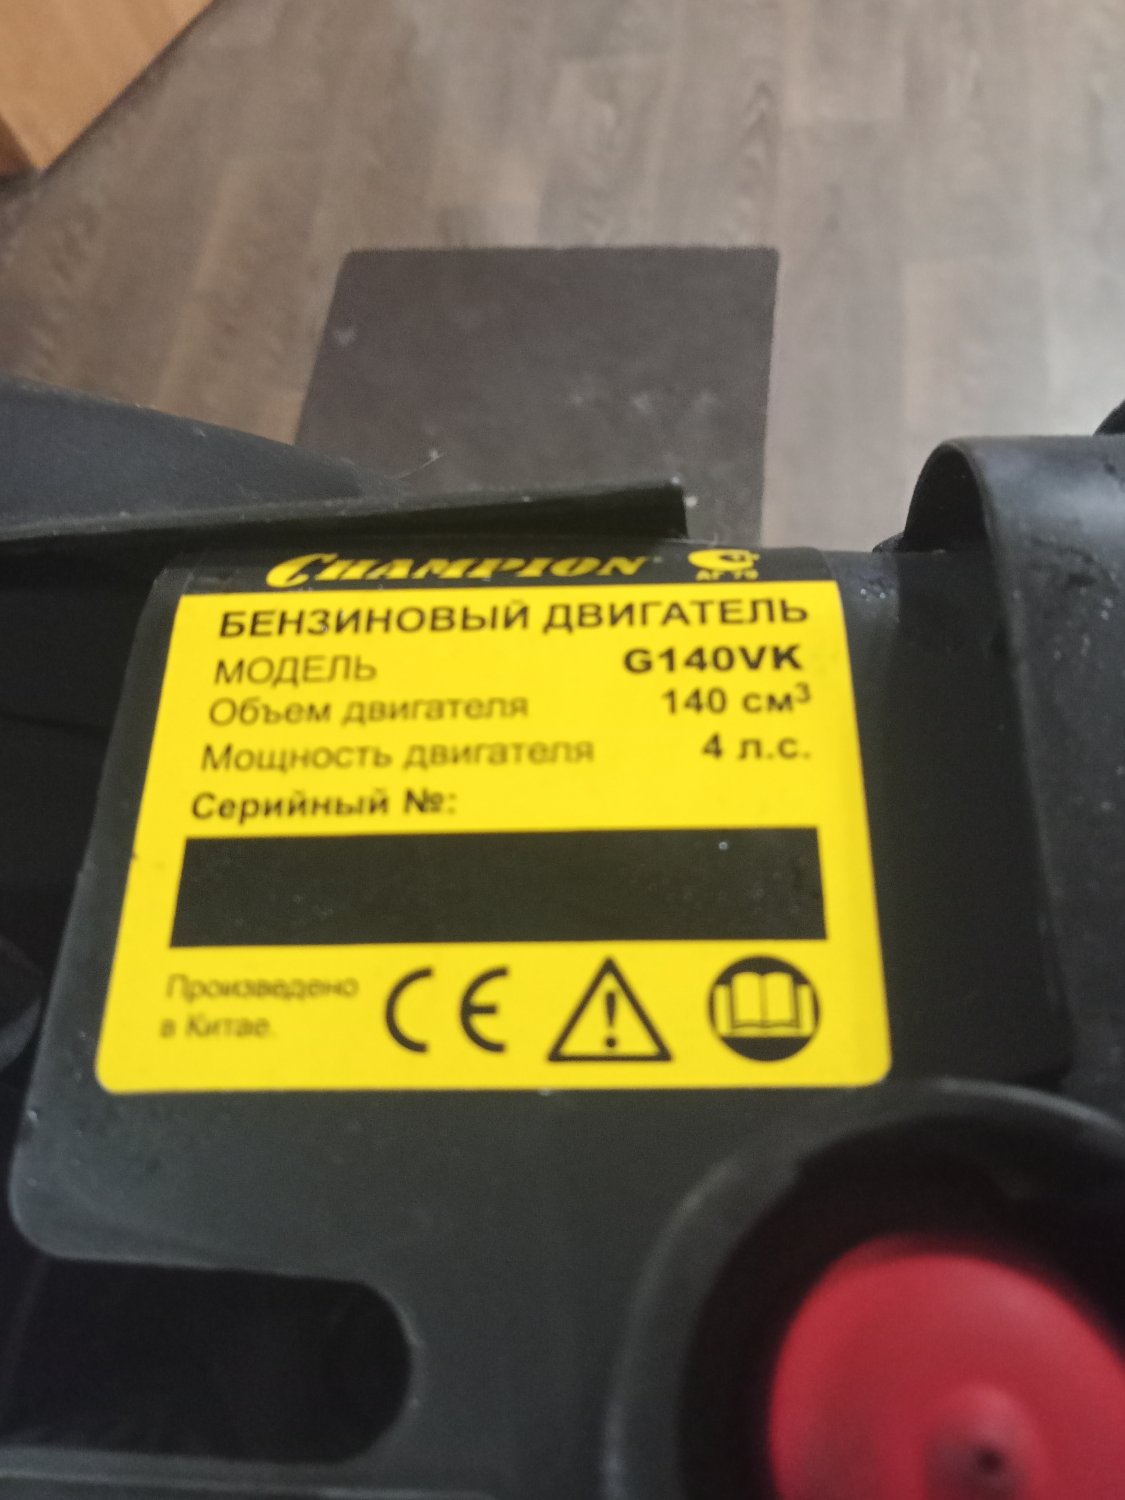 CHAMPION
БЕНЗИНОВЫЙ ДВИГАТЕЛЬ
МОДЕЛЬ G140VK
Объем двигателя 140 см³
Мощность двигателя 4 л.с.
Серийный №:
Произведено
в Китае.
CE